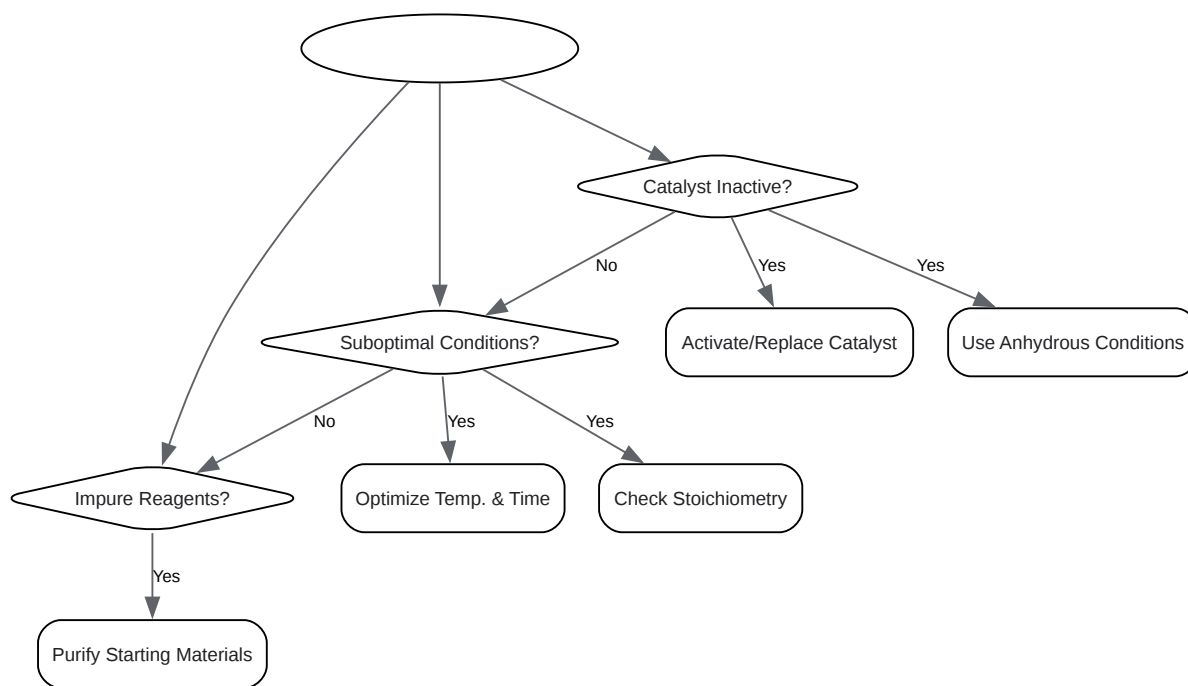 Catalyst Inactive?
No
Yes
Yes
Suboptimal Conditions?
Activate/Replace Catalyst
Use Anhydrous Conditions
No
Yes
Yes
Impure Reagents?
Optimize Temp. & Time
Check Stoichiometry
Yes
Purify Starting Materials